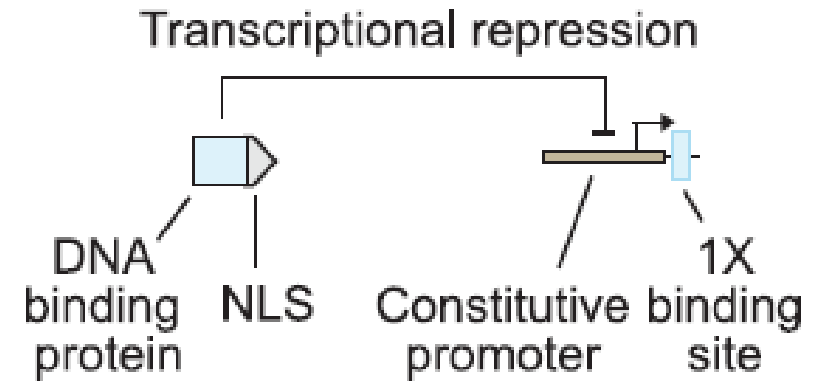 Transcriptional repression
DNA
binding
protein
NLS
Constitutive
promoter
1X
binding
site